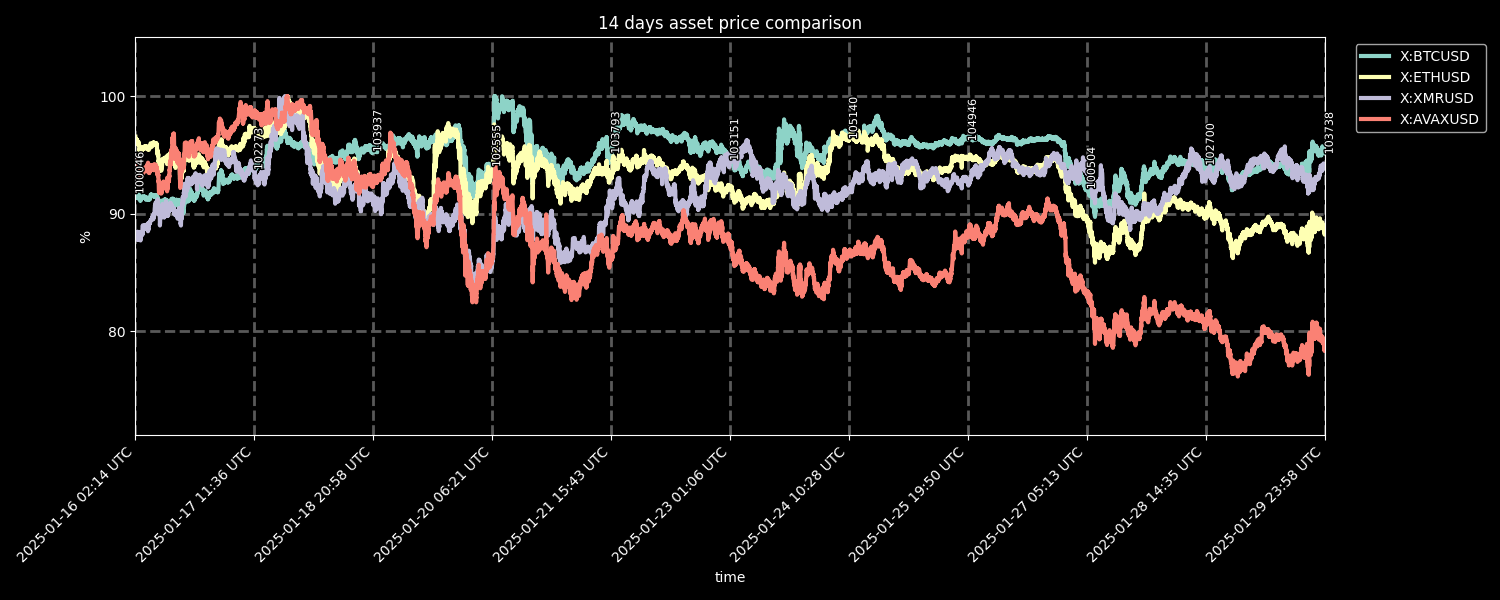 14 days asset price comparison
X:BTCUSD
X:ETHUSD
X:XMRUSD
X:AVAXUSD
100
90
80
%
100046
102273
103937
102555
103793
103151
105140
104946
100504
102700
103738
2025-01-16 02:14 UTC
2025-01-17 11:36 UTC
2025-01-18 20:58 UTC
2025-01-20 06:21 UTC
2025-01-21 15:43 UTC
2025-01-23 01:06 UTC
2025-01-24 10:28 UTC
2025-01-25 19:50 UTC
2025-01-27 05:13 UTC
2025-01-28 14:35 UTC
2025-01-29 23:58 UTC
time